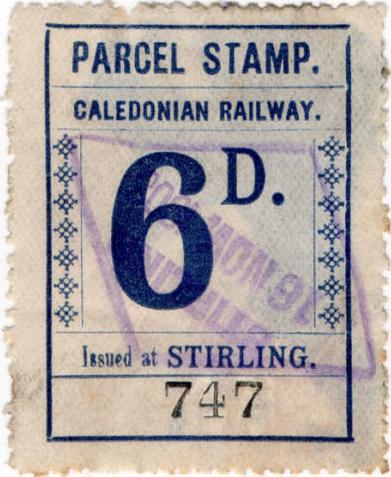 PARCEL STAMP.
CALEDONIAN RAILWAY.
6D.
Issued at STIRLING.
747